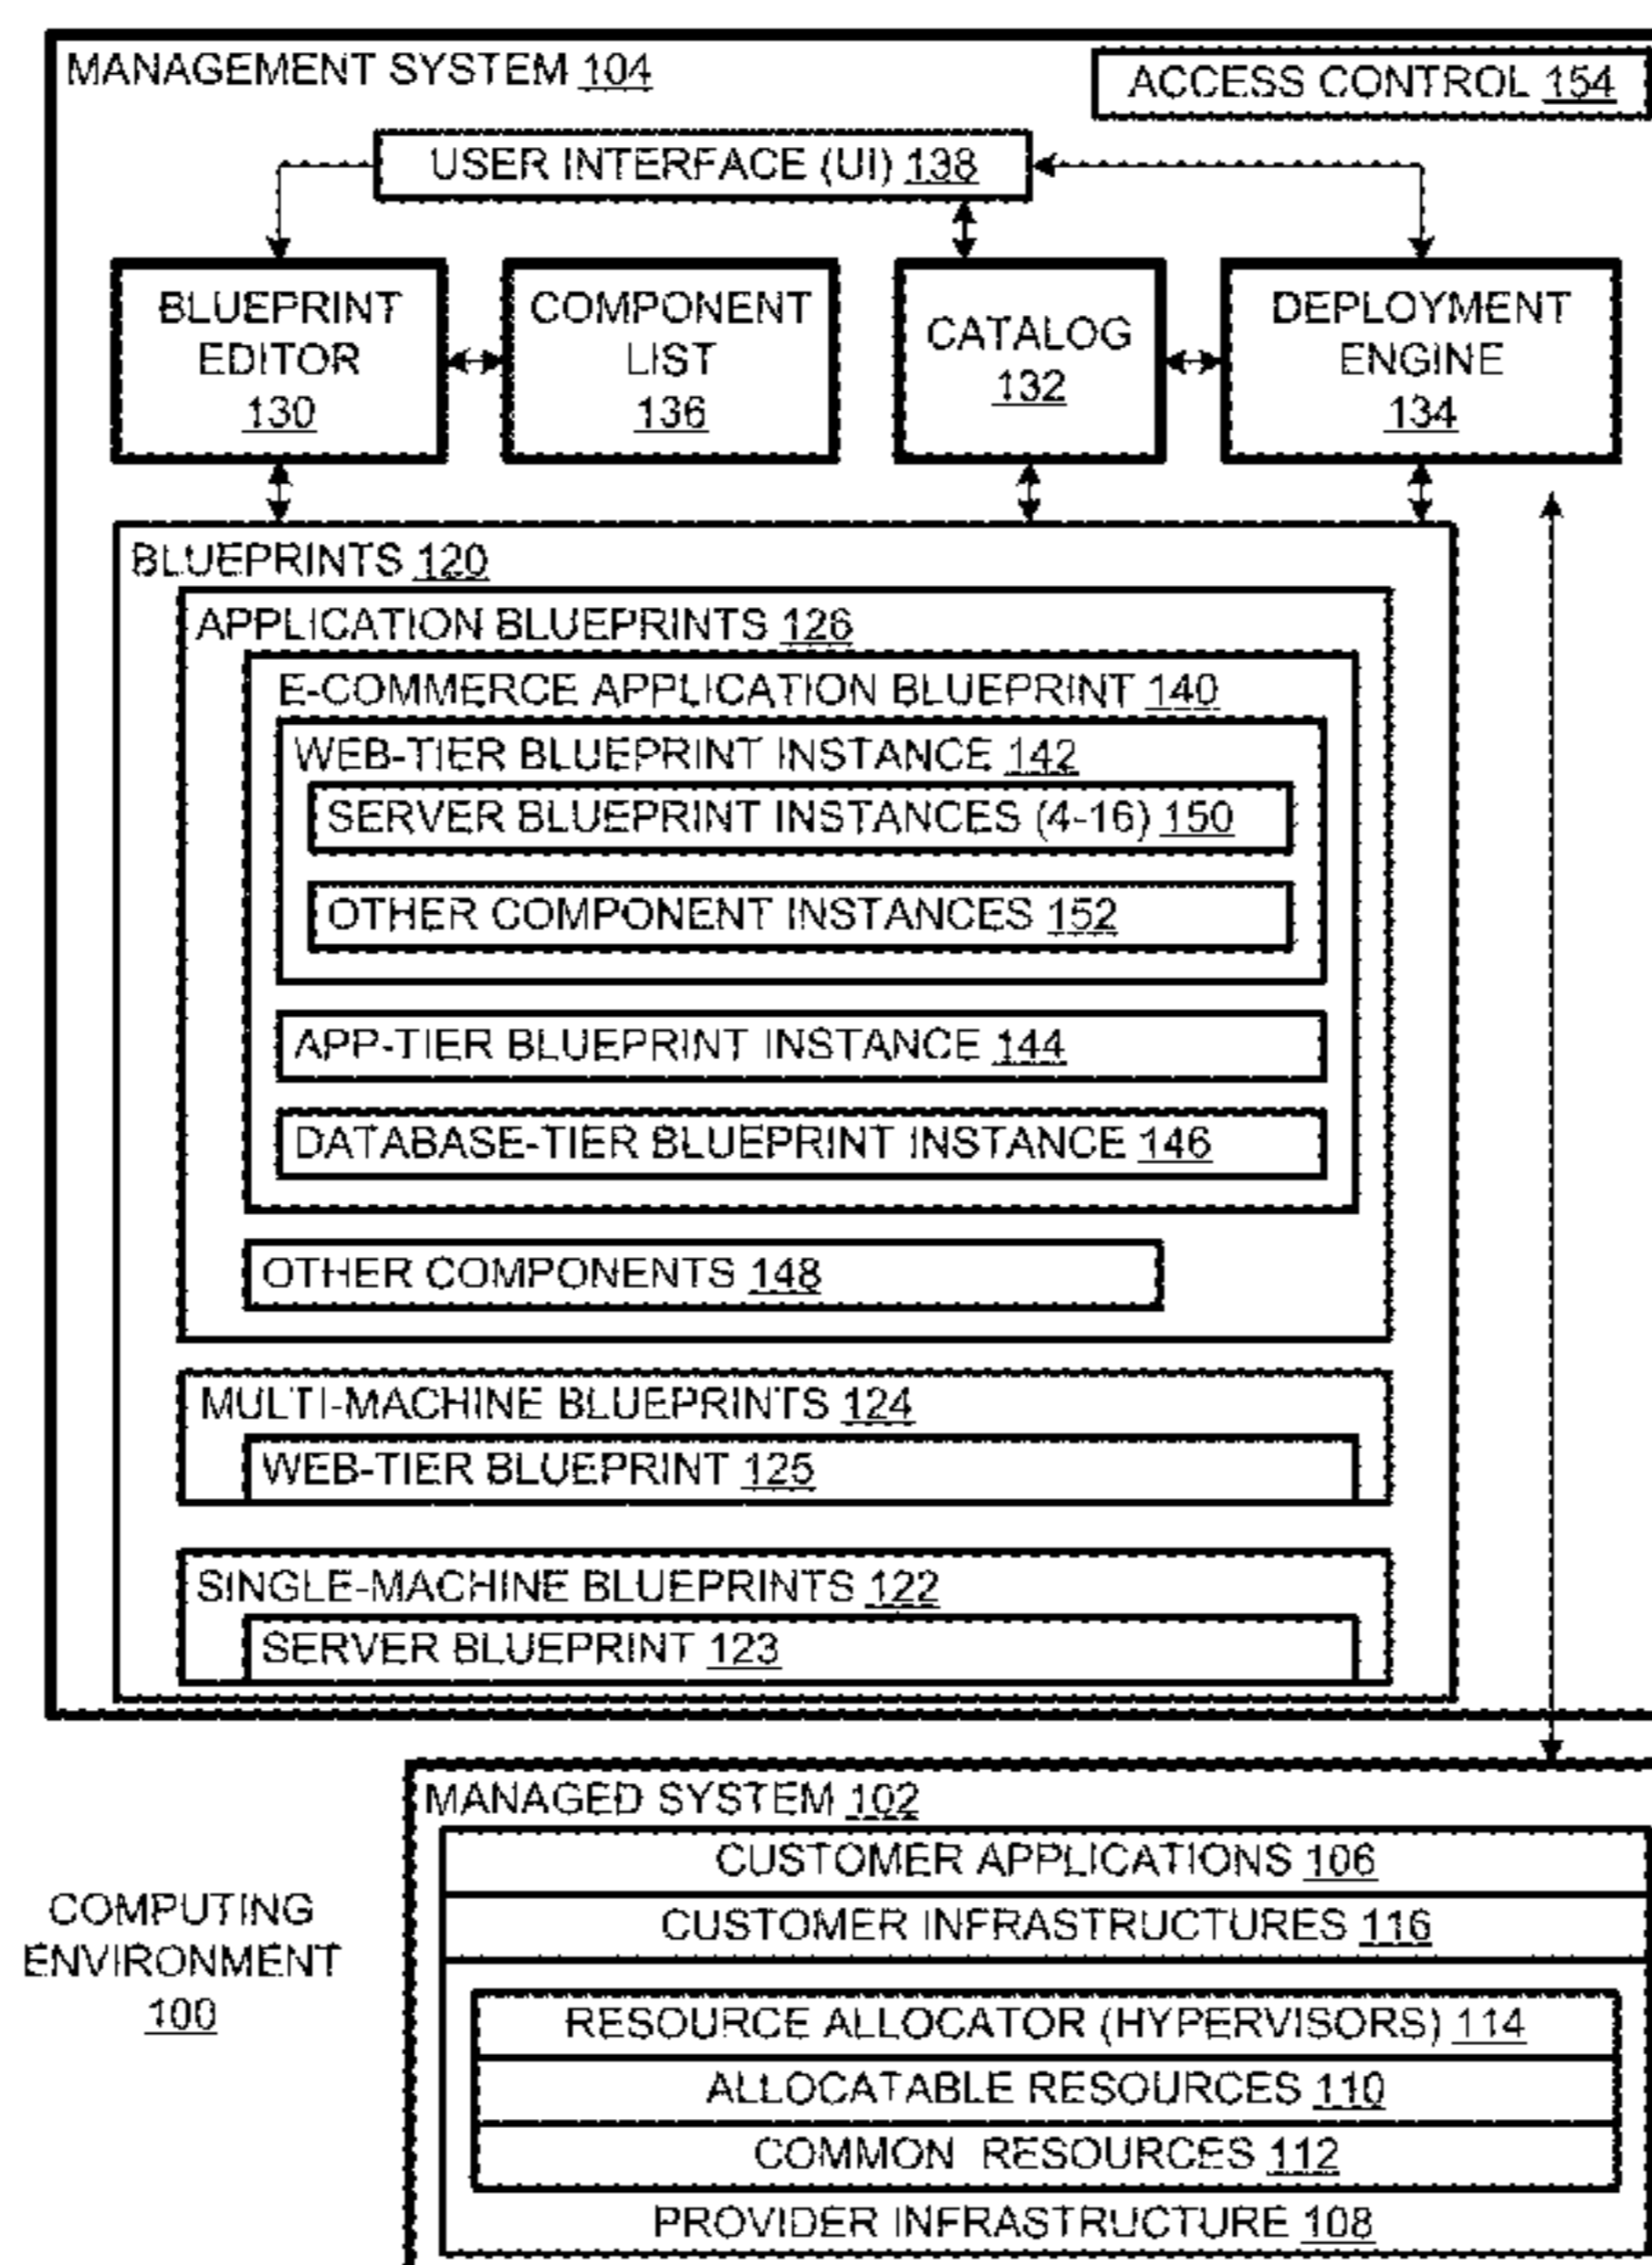 MANAGEMENT SYSTEM 104
ACCESS CONTROL 154
USER INTERFACE (UI) 138
BLUEPRINT
EDITOR
130
COMPONENT
LIST
136
CATALOG
132
DEPLOYMENT
ENGINE
134
BLUEPRINTS 120
APPLICATION BLUEPRINTS 126
E-COMMERCE APPLICATION BLUEPRINT 140
WEB-TIER BLUEPRINT INSTANCE 142
SERVER BLUEPRINT INSTANCES (4-16) 150
OTHER COMPONENT INSTANCES 152
APP-TIER BLUEPRINT INSTANCE 144
DATABASE-TIER BLUEPRINT INSTANCE 146
OTHER COMPONENTS 148
MULTI-MACHINE BLUEPRINTS 124
WEB-TIER BLUEPRINT 125
SINGLE-MACHINE BLUEPRINTS 122
SERVER BLUEPRINT 123
MANAGED SYSTEM 102
CUSTOMER APPLICATIONS 106
CUSTOMER INFRASTRUCTURES 116
RESOURCE ALLOCATOR (HYPERVISORS) 114
ALLOCATABLE RESOURCES 110
COMMON RESOURCES 112
PROVIDER INFRASTRUCTURE 108
COMPUTING
ENVIRONMENT
100